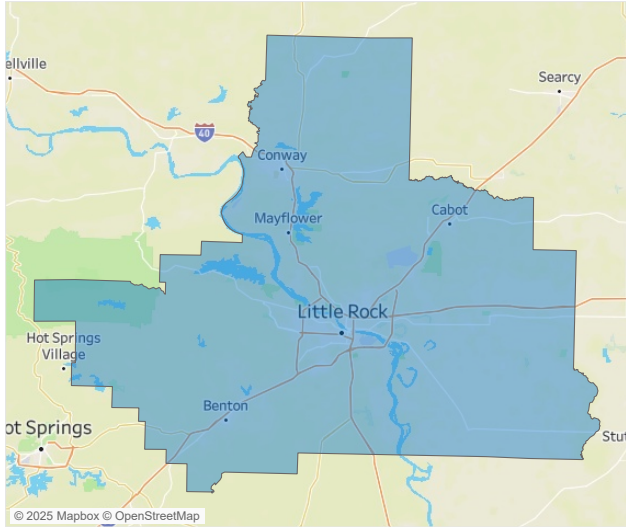 ellville
Searcy
40
Conway
Mayflower
Cabot
Little Rock
Hot Springs
Village
Benton
ot Springs
Stut
© 2025 Mapbox © OpenStreetMap